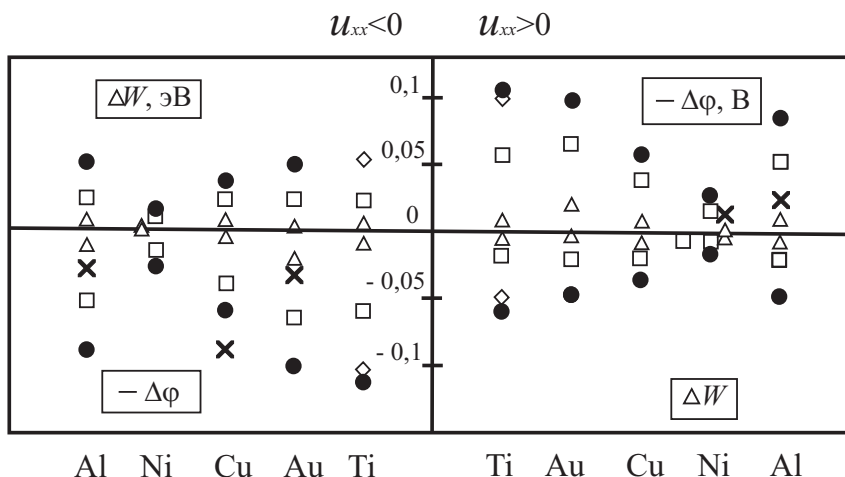 u_xx<0 u_xx>0
ΔW, эВ
– Δφ, В
0,1
0,05
0
- 0,05
- 0,1
– Δφ
ΔW
Al Ni Cu Au Ti
Ti Au Cu Ni Al